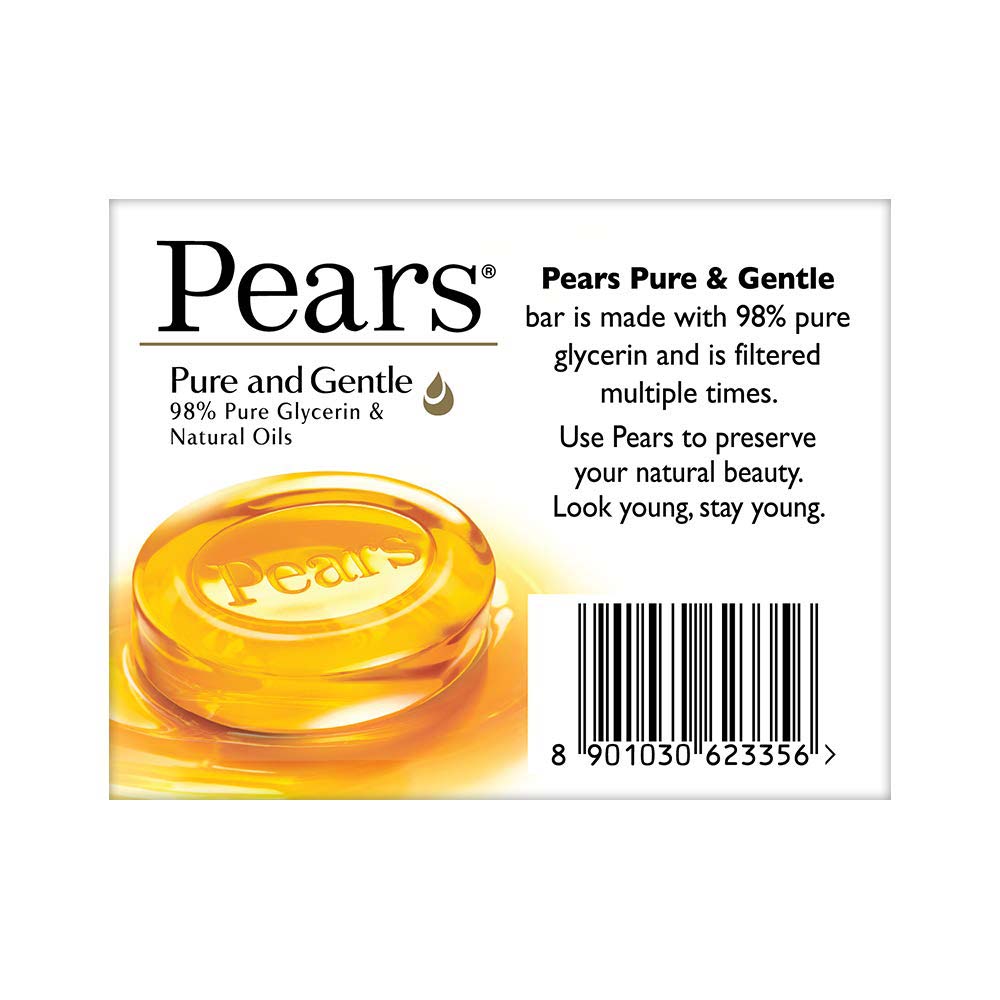 Pears®
Pure and Gentle
98% Pure Glycerin &
Natural Oils
Pears
Pears Pure & Gentle
bar is made with 98% pure
glycerin and is filtered
multiple times.
Use Pears to preserve
your natural beauty.
Look young, stay young.
8 901030 623356 >